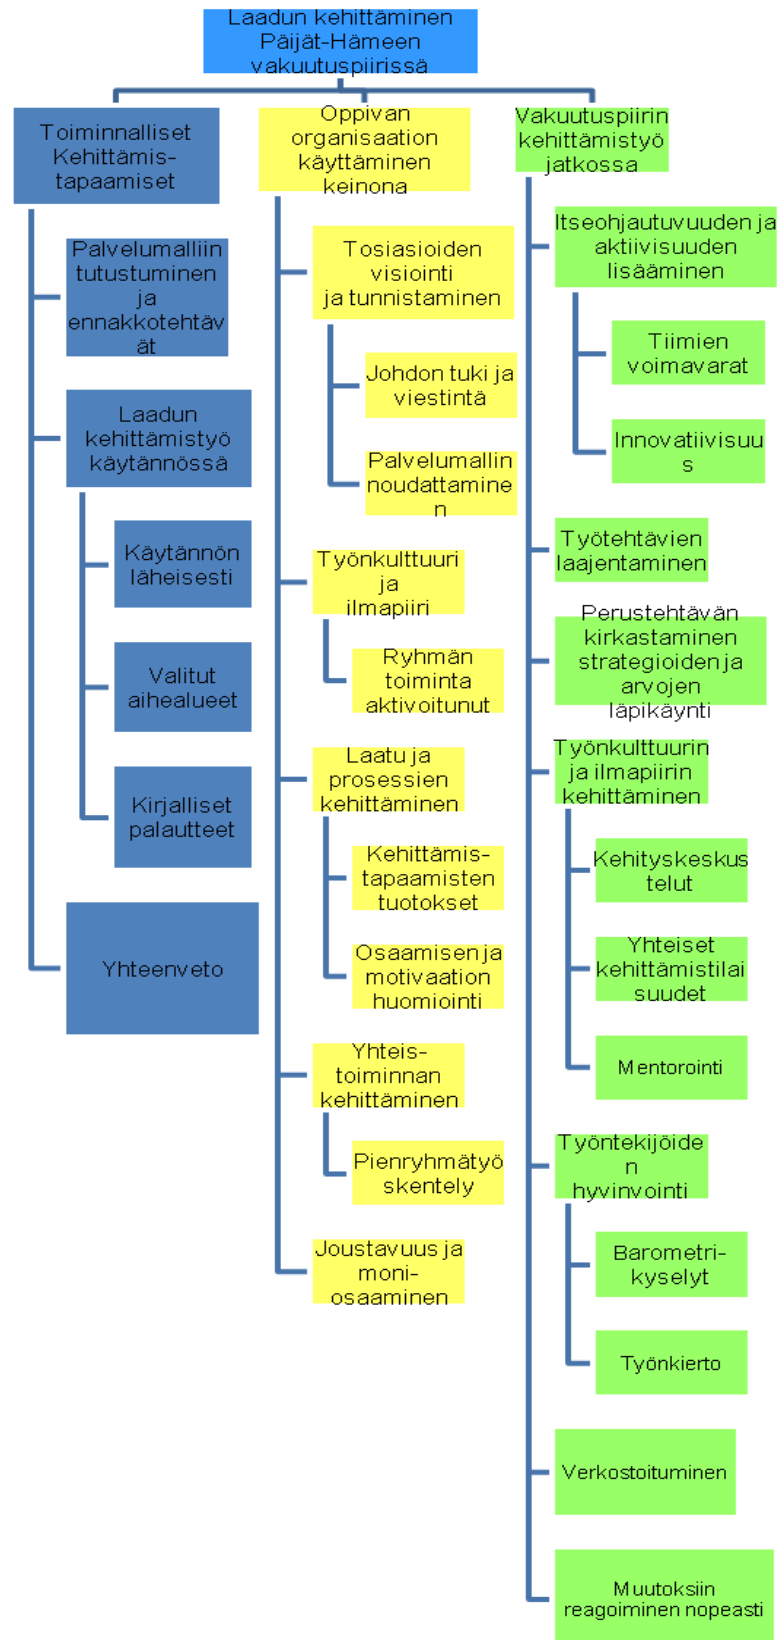 Laadun kehittäminen
Päijät-Hämeen
vakuutuspiirissä
Toiminnalliset
Kehittämis-
tapaamiset
Palvelumalliin
tutustuminen
ja
ennakkotehtäv
ät
Laadun
kehittämistyö
käytännössä
Käytännön
läheisesti
Valitut
aihealueet
Kirjalliset
palautteet
Yhteenveto
Oppivan
organisaation
käyttäminen
keinona
Tosiasioiden
visiointi
ja tunnistaminen
Johdon tuki ja
viestintä
Palvelumallin
noudattamine
n
Työnkulttuuri
ja
ilmapiiri
Ryhmän
toiminta
aktivoitunut
Laatu ja
prosessien
kehittäminen
Kehittämis-
tapaamisten
tuotokset
Osaamisen ja
motivaation
huomiointi
Yhteis-
toiminnan
kehittäminen
Pienryhmätyö
skentely
Joustavuus ja
moni-
osaaminen
Vakuutuspiirin
kehittämistyö
jatkossa
Itseohjautuvuuden ja
aktiivisuuden
lisääminen
Tiimien
voimavarat
Innovatiivisuu
s
Työtehtävien
laajentaminen
Perustehtävän
kirkastaminen
strategioiden ja
arvojen
läpikäynti
Työnkulttuurin
ja ilmapiirin
kehittäminen
Kehityskeskus
telut
Yhteiset
kehittämistilai
suudet
Mentorointi
Työntekijöide
n
hyvinvointi
Barometri-
kyselyt
Työnkierto
Verkostoituminen
Muutoksiin
reagoiminen nopeasti